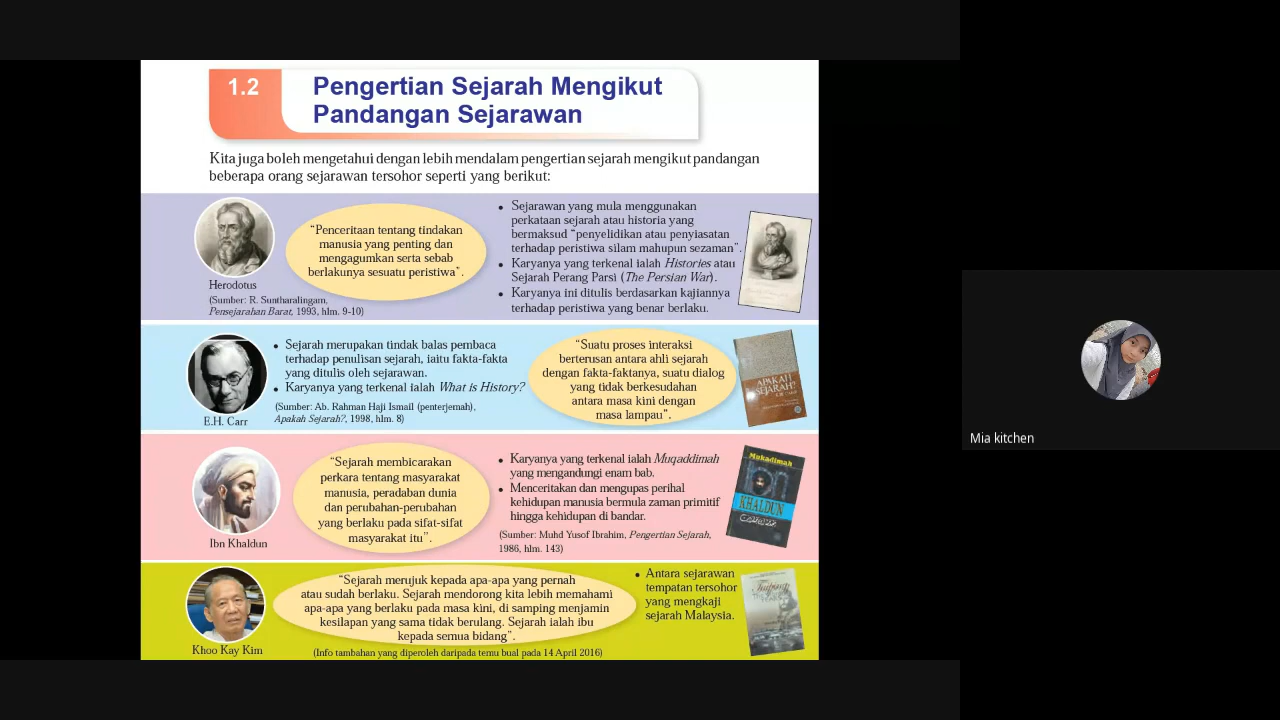 1.2
Pengertian Sejarah Mengikut
Pandangan Sejarawan
Kita juga boleh mengetahui dengan lebih mendalam pengertian sejarah mengikut pandangan
beberapa orang sejarawan tersohor seperti yang berikut:
Herodotus
(Sumber: R. Suntharalingam,
Pensejarahan Barat, 1993, hlm. 9-10)
“Penceritaan tentang tindakan
manusia yang penting dan
mengagumkan serta sebab
berlakunya sesuatu peristiwa”.
• Sejarawan yang mula menggunakan
perkataan sejarah atau historia yang
bermaksud “penyelidikan atau penyiasatan
terhadap peristiwa silam mahupun sezaman”.
• Karyanya yang terkenal ialah Histories atau
Sejarah Perang Parsi (The Persian War).
• Karyanya ini ditulis berdasarkan kajiannya
terhadap peristiwa yang benar berlaku.
E.H. Carr
• Sejarah merupakan tindak balas pembaca
terhadap penulisan sejarah, iaitu fakta-fakta
yang ditulis oleh sejarawan.
• Karyanya yang terkenal ialah What is History?
(Sumber: Ab. Rahman Haji Ismail (penterjemah),
Apakah Sejarah?, 1998, hlm. 8)
“Suatu proses interaksi
berterusan antara ahli sejarah
dengan fakta-faktanya, suatu dialog
yang tidak berkesudahan
antara masa kini dengan
masa lampau”.
APAKAH
SEJARAH?
E.H. CARR
Ibn Khaldun
“Sejarah membicarakan
perkara tentang masyarakat
manusia, peradaban dunia
dan perubahan-perubahan
yang berlaku pada sifat-sifat
masyarakat itu”.
• Karyanya yang terkenal ialah Muqaddimah
yang mengandungi enam bab.
• Menceritakan dan mengupas perihal
kehidupan manusia bermula zaman primitif
hingga kehidupan di bandar.
(Sumber: Muhd Yusof Ibrahim, Pengertian Sejarah,
1986, hlm. 143)
Mukadimah
KHALDUN
Khoo Kay Kim
“Sejarah merujuk kepada apa-apa yang pernah
atau sudah berlaku. Sejarah mendorong kita lebih memahami
apa-apa yang berlaku pada masa kini, di samping menjamin
kesilapan yang sama tidak berulang. Sejarah ialah ibu
kepada semua bidang”.
(Info tambahan yang diperoleh daripada temu bual pada 14 April 2016)
• Antara sejarawan
tempatan tersohor
yang mengkaji
sejarah Malaysia.
Mia kitchen